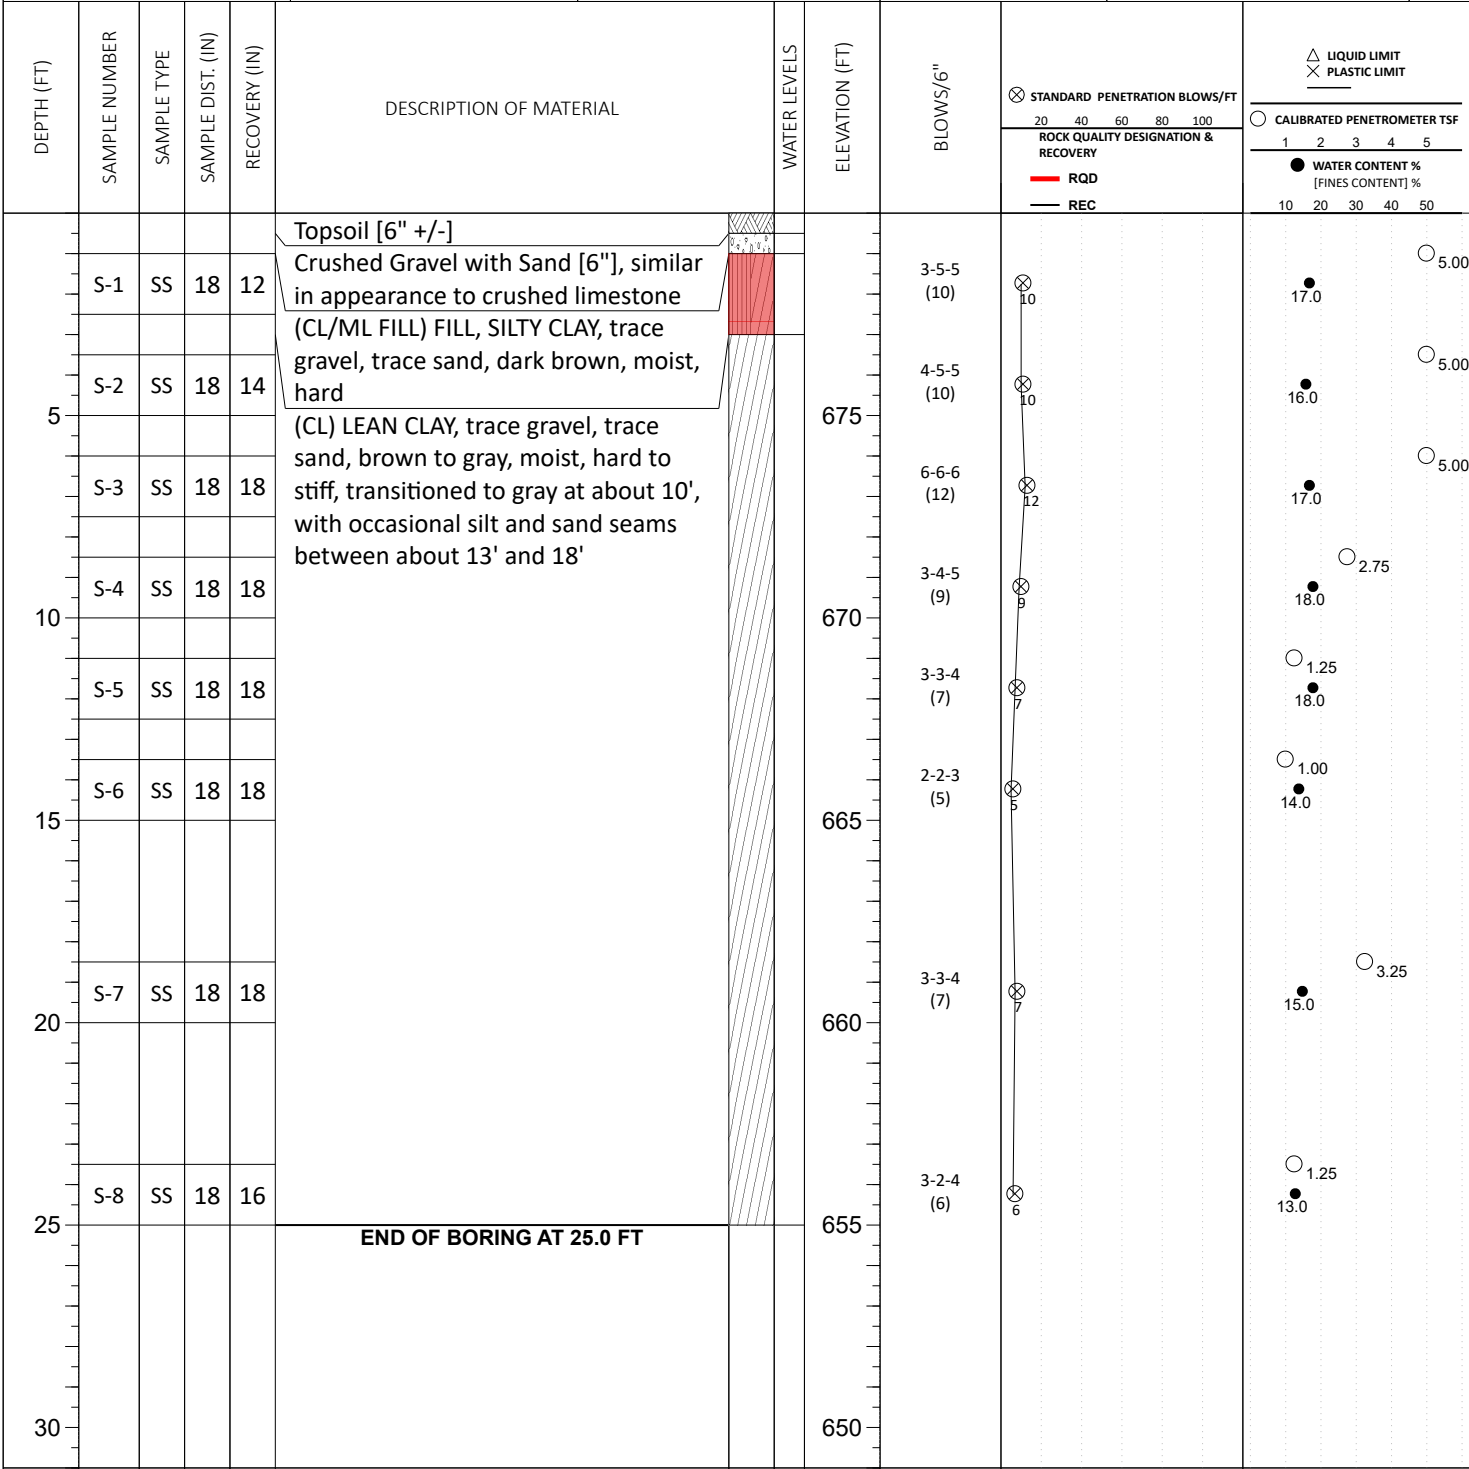 DEPTH (FT)
SAMPLE NUMBER
SAMPLE TYPE
SAMPLE DIST. (IN)
RECOVERY (IN)
DESCRIPTION OF MATERIAL
WATER LEVELS
ELEVATION (FT)
BLOWS/6"
STANDARD PENETRATION BLOWS/FT
20 40 60 80 100
ROCK QUALITY DESIGNATION &
RECOVERY
RQD
REC
LIQUID LIMIT
PLASTIC LIMIT
CALIBRATED PENETROMETER TSF
1 2 3 4 5
WATER CONTENT %
[FINES CONTENT] %
10 20 30 40 50
Topsoil [6" +/-]
Crushed Gravel with Sand [6"], similar
in appearance to crushed limestone
(CL/ML FILL) FILL, SILTY CLAY, trace
gravel, trace sand, dark brown, moist,
hard
(CL) LEAN CLAY, trace gravel, trace
sand, brown to gray, moist, hard to
stiff, transitioned to gray at about 10',
with occasional silt and sand seams
between about 13' and 18'
END OF BORING AT 25.0 FT
S-1 SS 18 12
3-5-5
(10)
10
5.00
17.0
S-2 SS 18 14
4-5-5
(10)
10
5.00
16.0
5
675
S-3 SS 18 18
6-6-6
(12)
12
5.00
17.0
S-4 SS 18 18
3-4-5
(9)
9
2.75
18.0
10
670
S-5 SS 18 18
3-3-4
(7)
7
1.25
18.0
S-6 SS 18 18
2-2-3
(5)
5
1.00
14.0
15
665
S-7 SS 18 18
3-3-4
(7)
7
3.25
15.0
20
660
S-8 SS 18 16
3-2-4
(6)
6
1.25
13.0
25
655
30
650